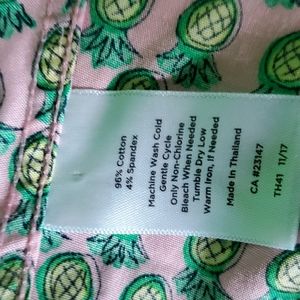 96% Cotton
4% Spandex
Machine Wash Cold
Gentle Cycle
Only Non-Chlorine
Bleach When Needed
Tumble Dry Low
Warm Iron, If Needed
Made In Thailand
CA #23147
TH41 11/17